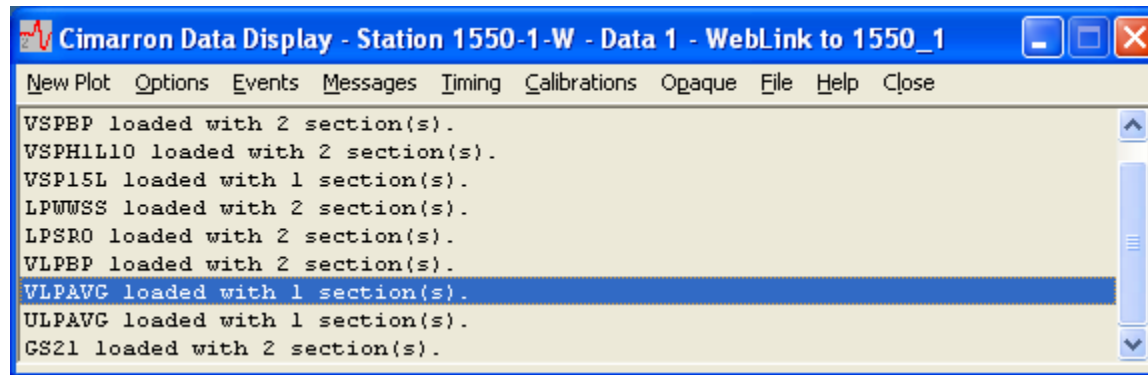 Cimarron Data Display - Station 1550-1-W - Data 1 - WebLink to 1550_1
New Plot Options Events Messages Timing Calibrations Opaque File Help Close
VSPBP loaded with 2 section(s).
VSPH1L10 loaded with 2 section(s).
VSP15L loaded with 1 section(s).
LPWWSS loaded with 2 section(s).
LPSRO loaded with 2 section(s).
VLPBP loaded with 2 section(s).
VLPAVG loaded with 1 section(s).
ULPAVG loaded with 1 section(s).
GS21 loaded with 2 section(s).